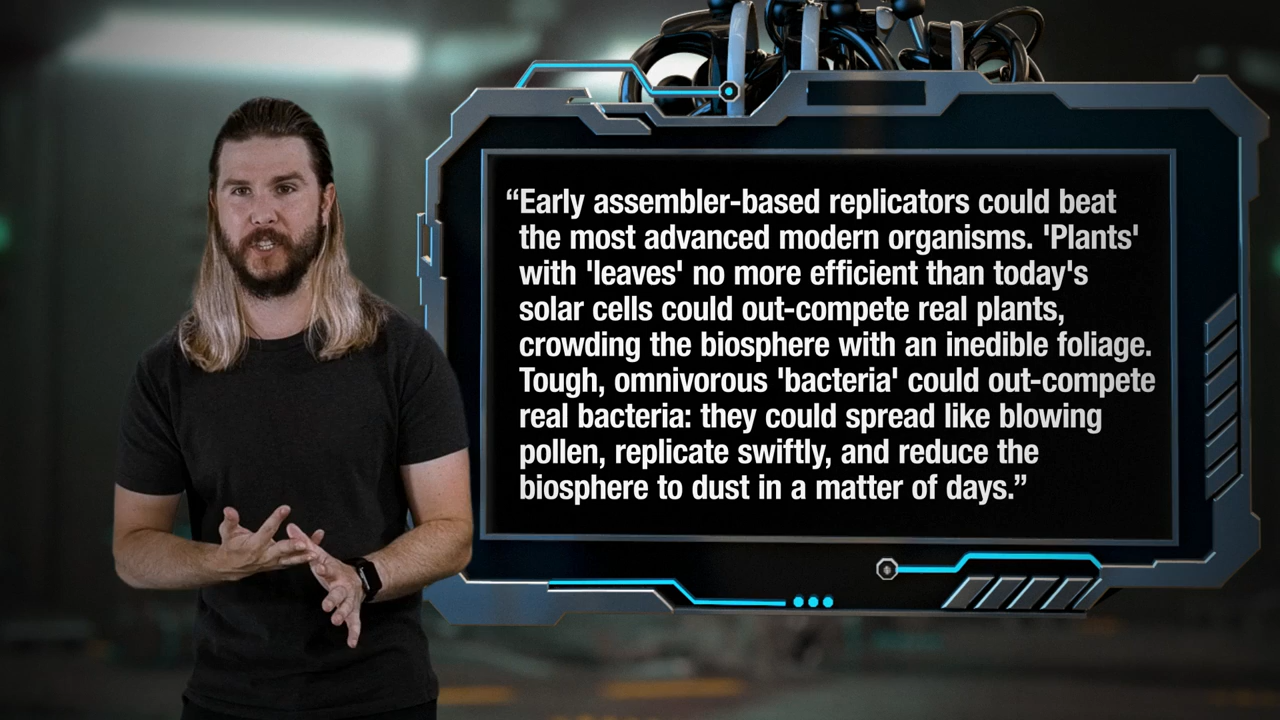 “Early assembler-based replicators could beat
the most advanced modern organisms. 'Plants'
with 'leaves' no more efficient than today's
solar cells could out-compete real plants,
crowding the biosphere with an inedible foliage.
Tough, omnivorous 'bacteria' could out-compete
real bacteria: they could spread like blowing
pollen, replicate swiftly, and reduce the
biosphere to dust in a matter of days.”